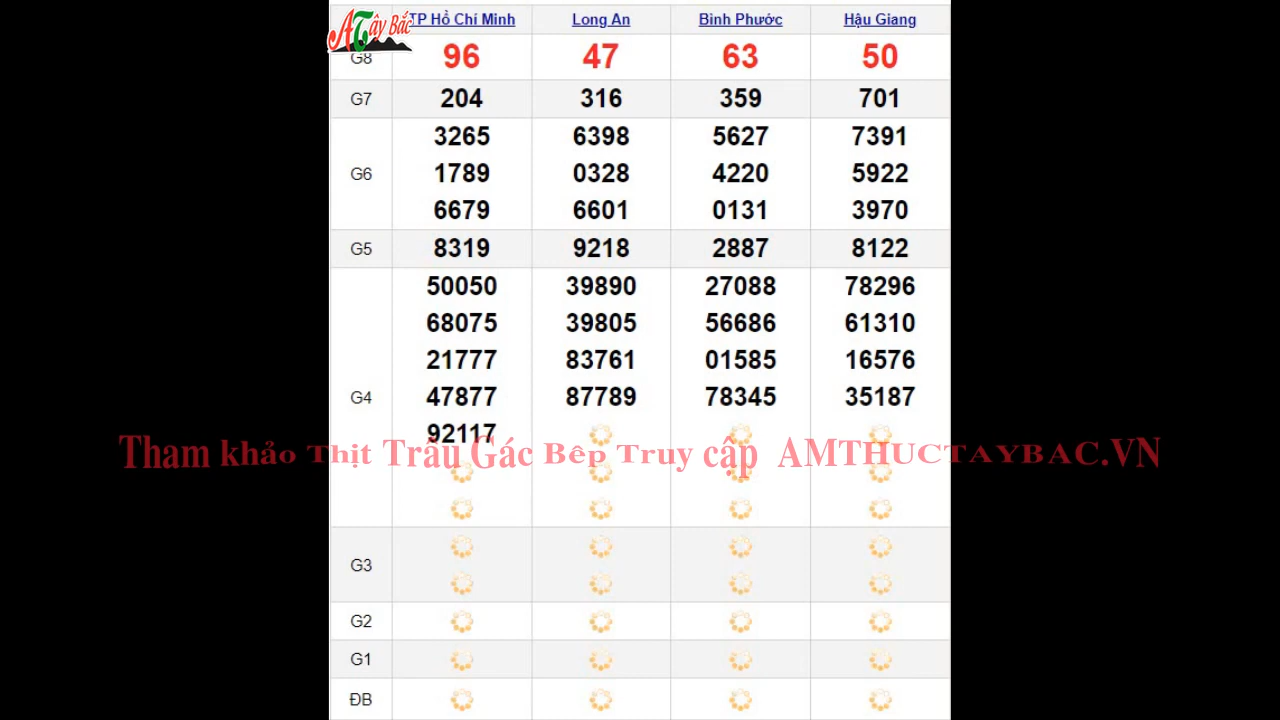 ATây Bắc
TP Hồ Chí Minh Long An Bình Phước Hậu Giang
G8 96 47 63 50
G7 204 316 359 701
3265 6398 5627 7391
G6 1789 0328 4220 5922
6679 6601 0131 3970
G5 8319 9218 2887 8122
50050 39890 27088 78296
68075 39805 56686 61310
21777 83761 01585 16576
G4 47877 87789 78345 35187
92117
Tham khảo Thịt Trâu Gác Bếp Truy cập AMTHUCTAYBAC.VN
G3
G2
G1
ĐB